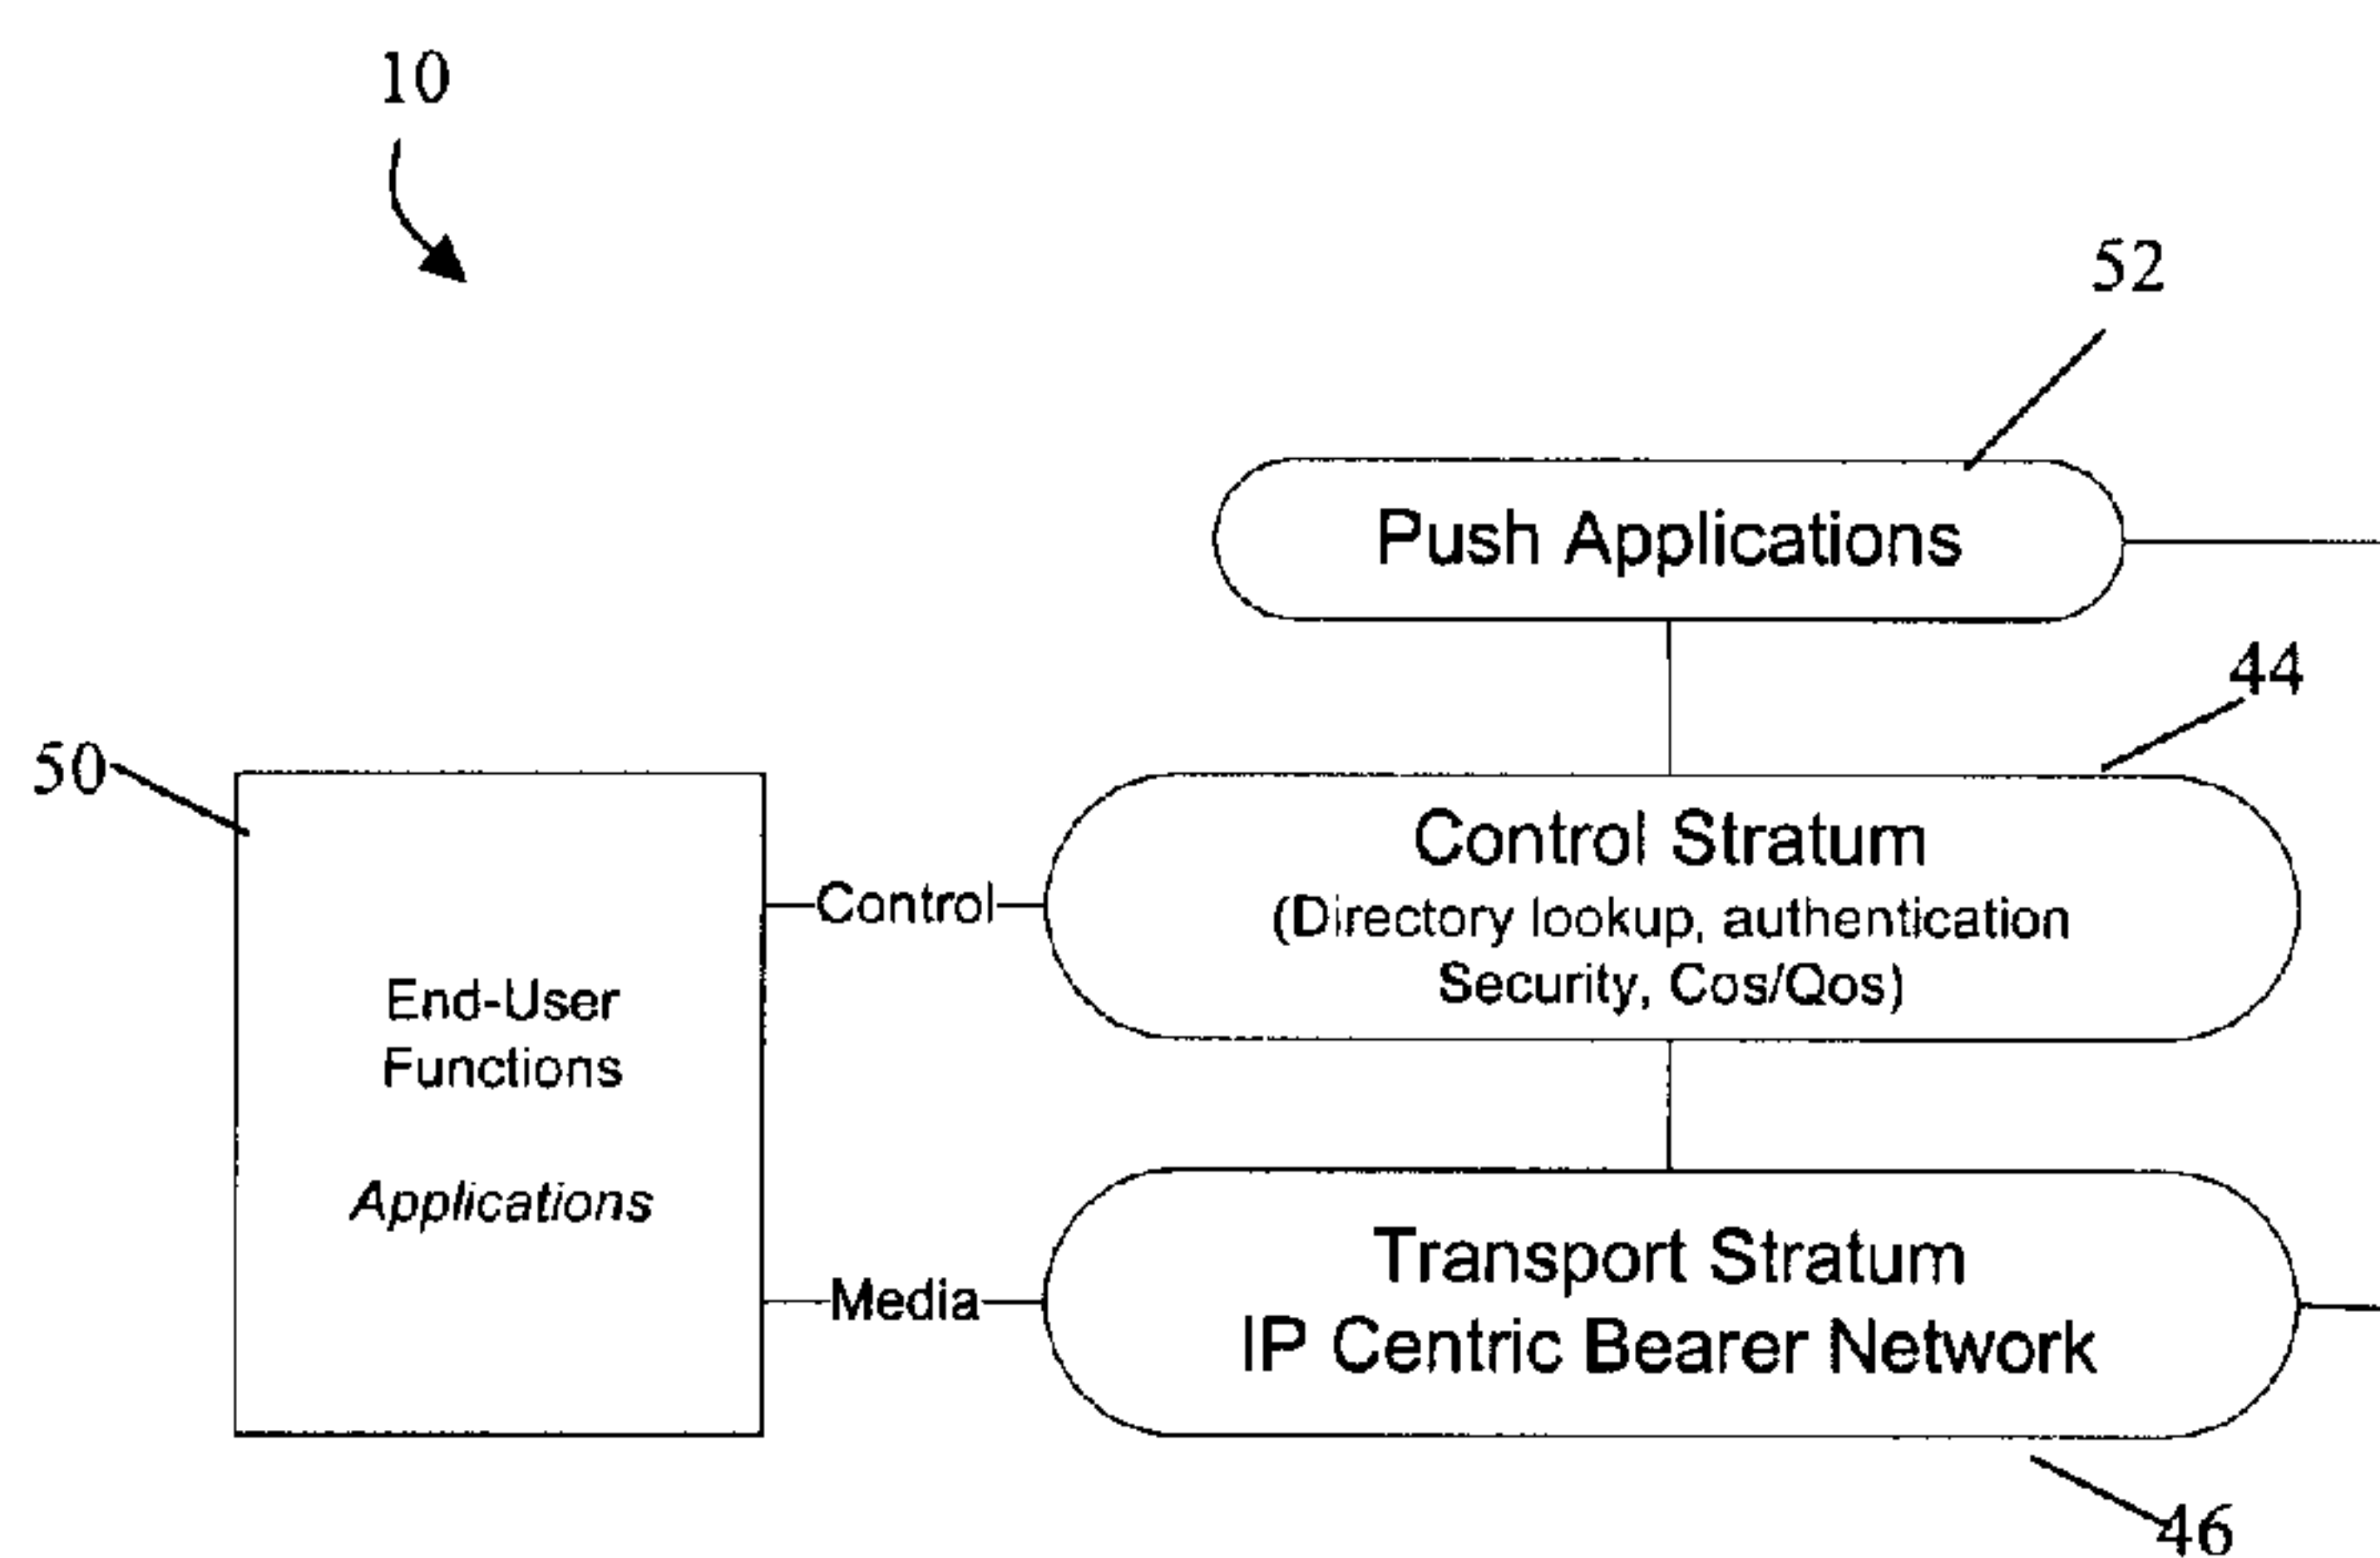 10
52
Push Applications
44
50
Control Stratum
(Directory lookup, authentication
Security, Cos/Qos)
Control
End-User
Functions
Applications
Transport Stratum
IP Centric Bearer Network
Media
46